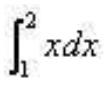 ∫₁² xdx